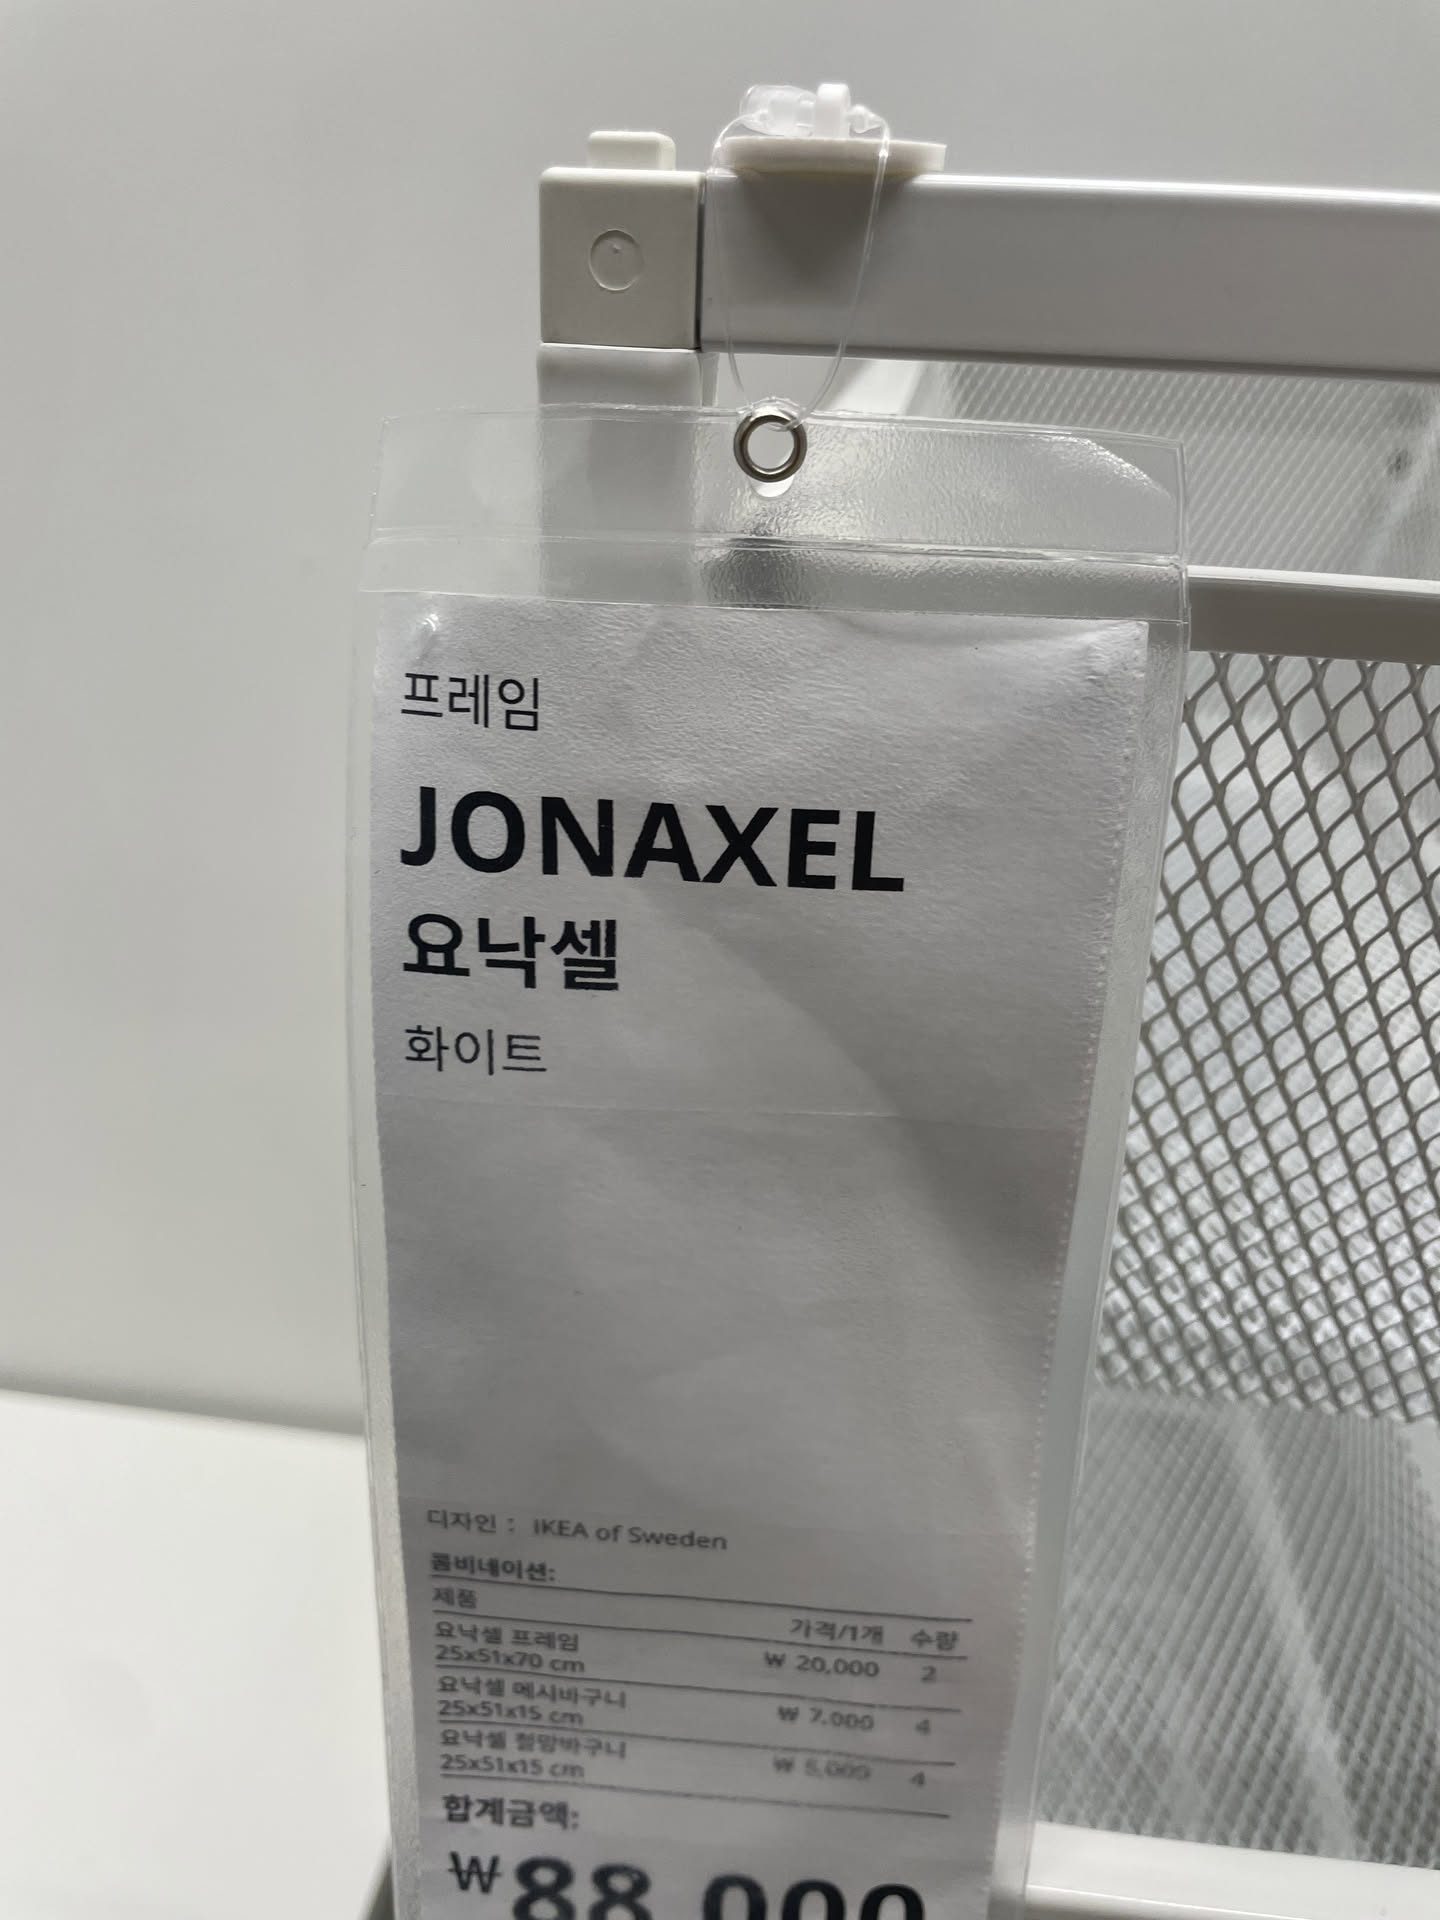 프레임
JONAXEL
요낙셀
화이트
디자인 : IKEA of Sweden
콤비네이션:
제품 가격/1개 수량
요낙셀 프레임
25x51x70 cm ₩ 20,000 2
요낙셀 메시바구니
25x51x15 cm ₩ 7,000 4
요낙셀 철망바구니
25x51x15 cm ₩ 5,000 4
합계금액:
₩88,000